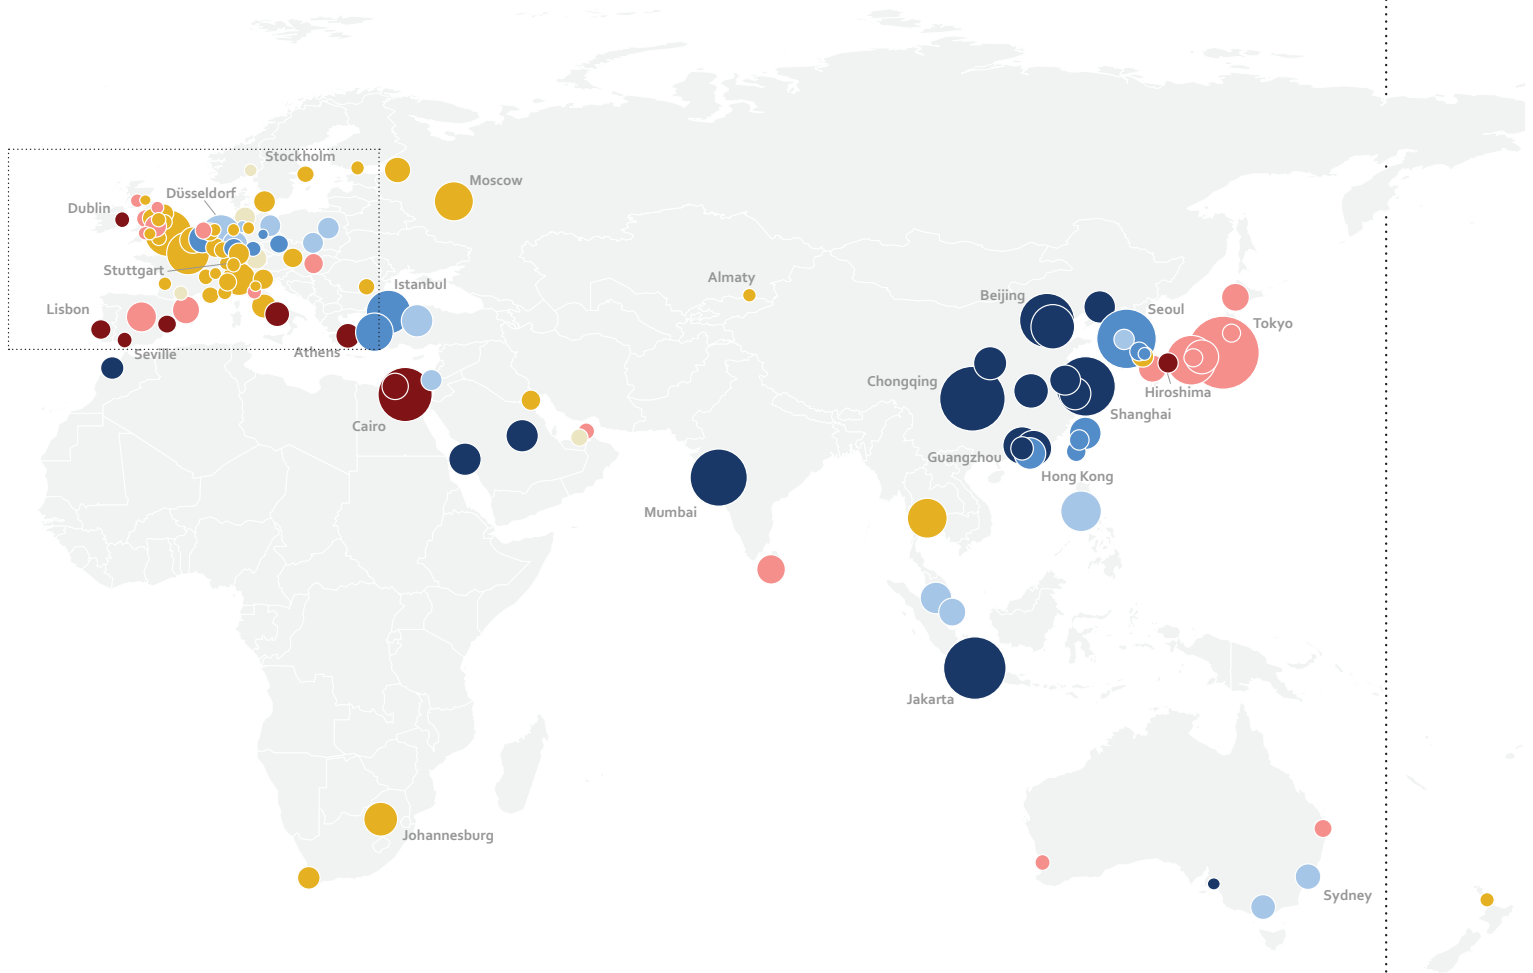 Stockholm
Moscow
Düsseldorf
Dublin
Stuttgart
Almaty
Istanbul
Beijing
Lisbon
Seoul
Tokyo
Seville
Athens
Chongqing
Hiroshima
Shanghai
Cairo
Guangzhou
Hong Kong
Mumbai
Jakarta
Johannesburg
Sydney